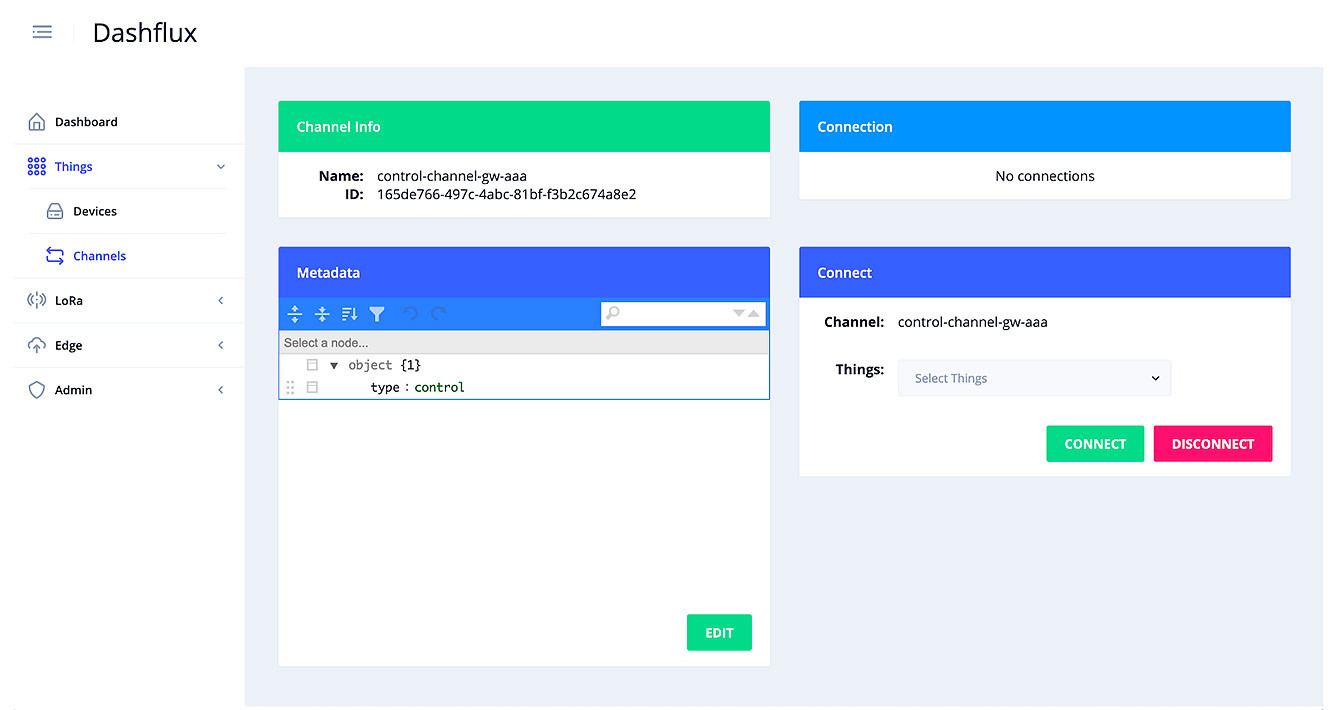 Dashflux
Dashboard
Things
Devices
Channels
LoRa
Edge
Admin
Channel Info
Name: control-channel-gw-aaa
ID: 165de766-497c-4abc-81bf-f3b2c674a8e2
Connection
No connections
Metadata
Select a node...
object {1}
type : control
EDIT
Connect
Channel: control-channel-gw-aaa
Things: Select Things
CONNECT DISCONNECT